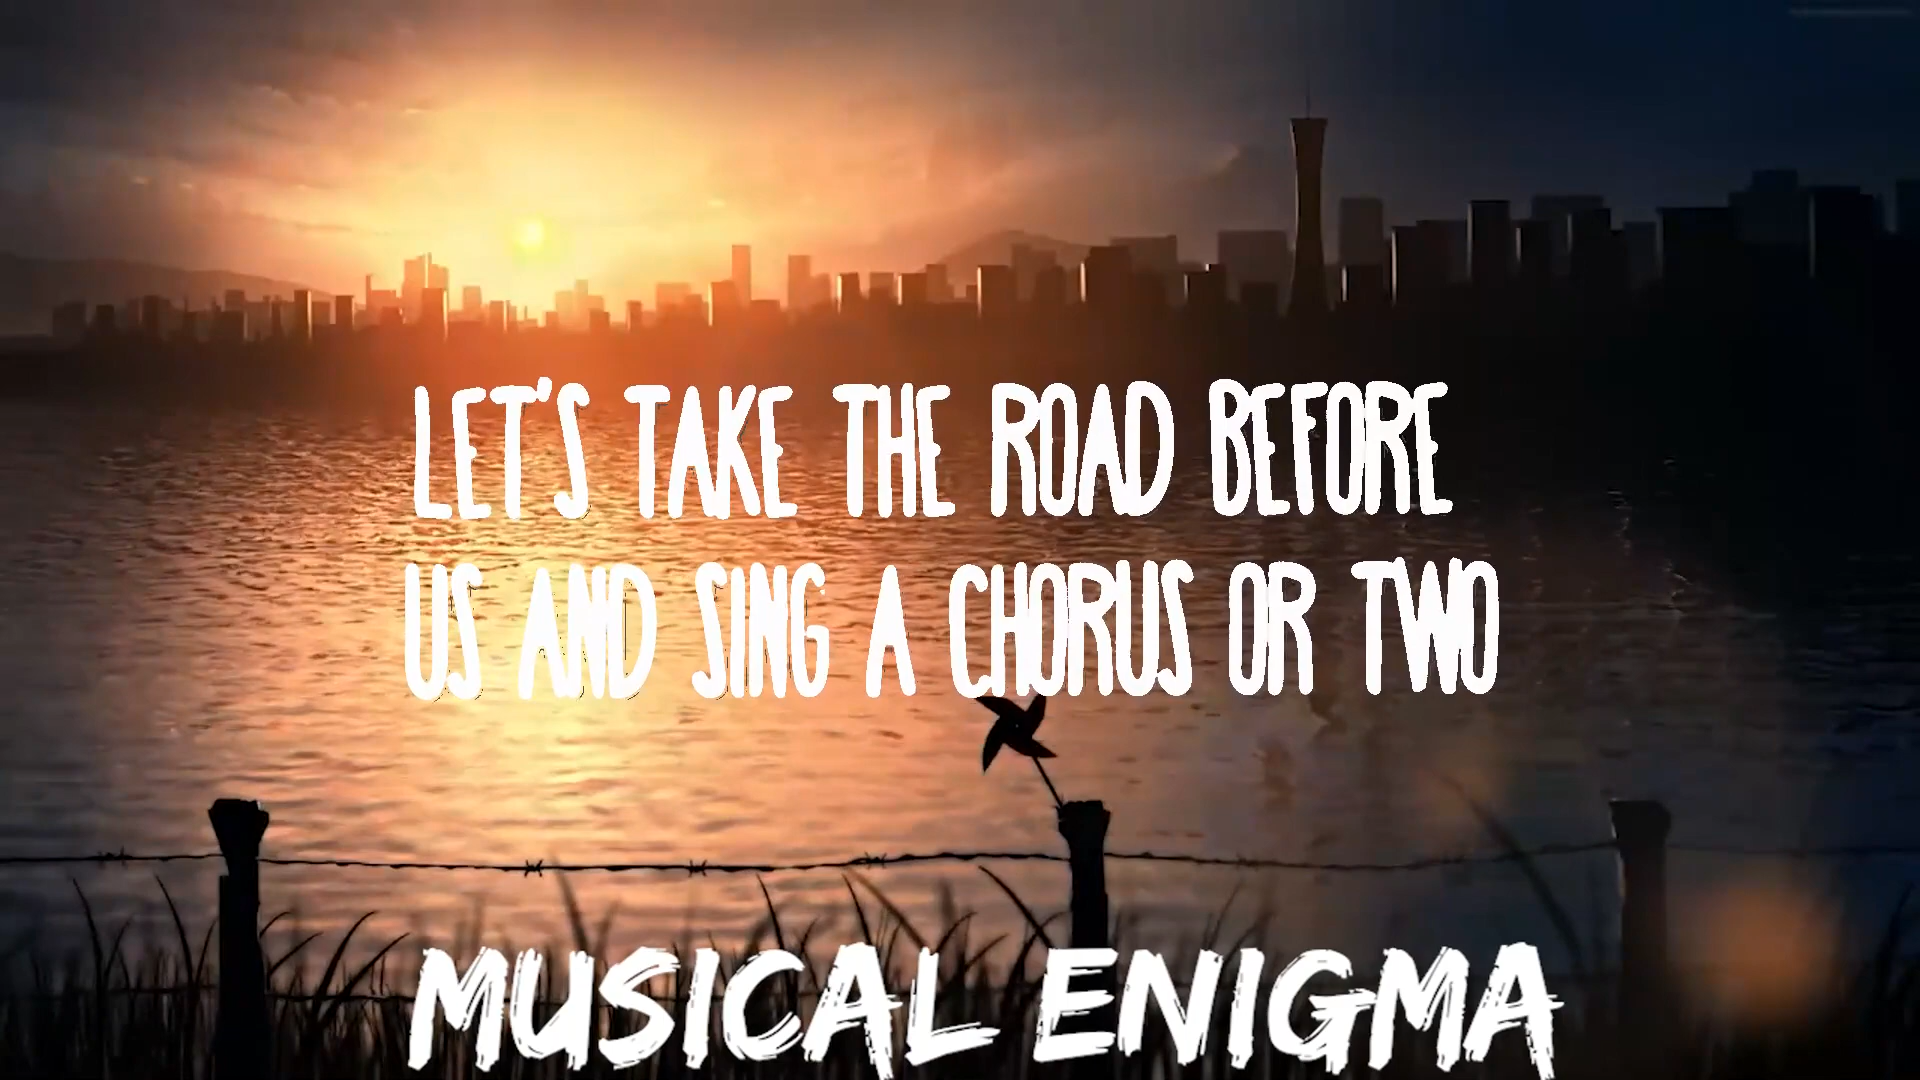 LET'S TAKE THE ROAD BEFORE
US AND SING A CHORUS OR TWO
MUSICAL ENIGMA